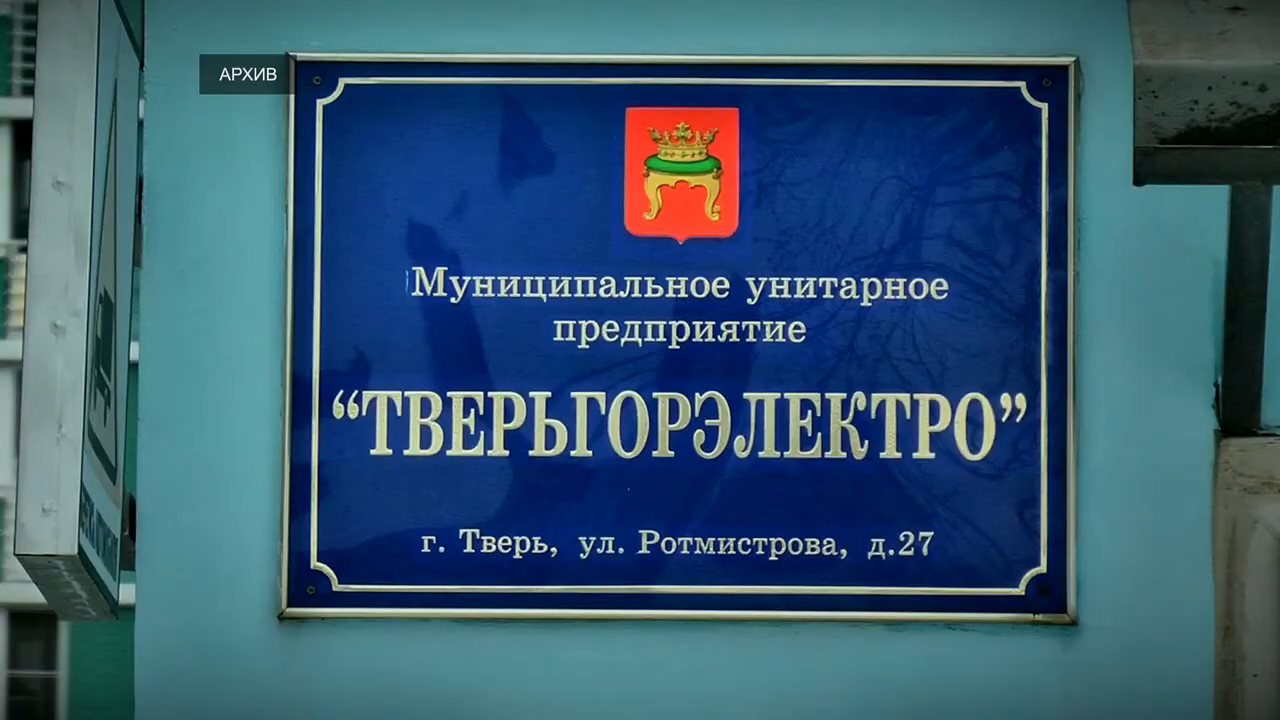 АРХИВ
Муниципальное унитарное
предприятие
“ТВЕРЬГОРЭЛЕКТРО”
г. Тверь, ул. Ротмистрова, д.27